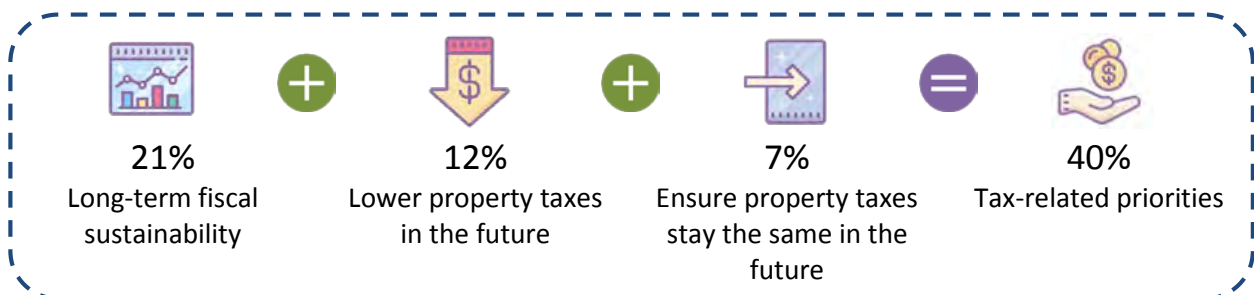 21%
Long-term fiscal
sustainability
12%
Lower property taxes
in the future
7%
Ensure property taxes
stay the same in the
future
40%
Tax-related priorities